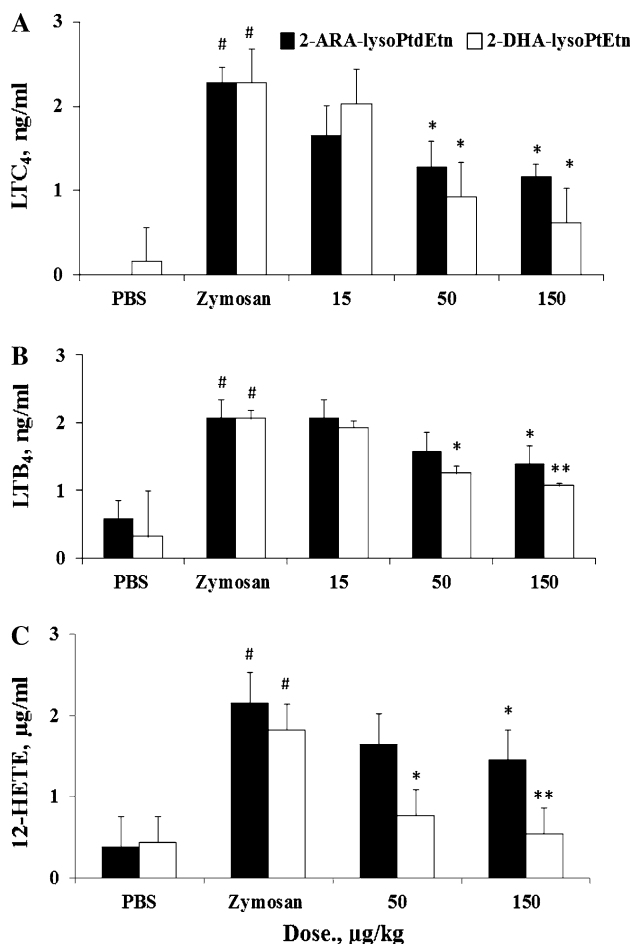 A
3
# #
2-ARA-lysoPtdEtn 2-DHA-lysoPtEtn
LTC4, ng/ml
2
* *
* *
1
0
PBS Zymosan 15 50 150
B
3
# #
LTB4, ng/ml
2
* *
**
1
0
PBS Zymosan 15 50 150
C
3
# #
12-HETE, µg/ml
2
* *
**
1
0
PBS Zymosan 50 150
Dose., µg/kg